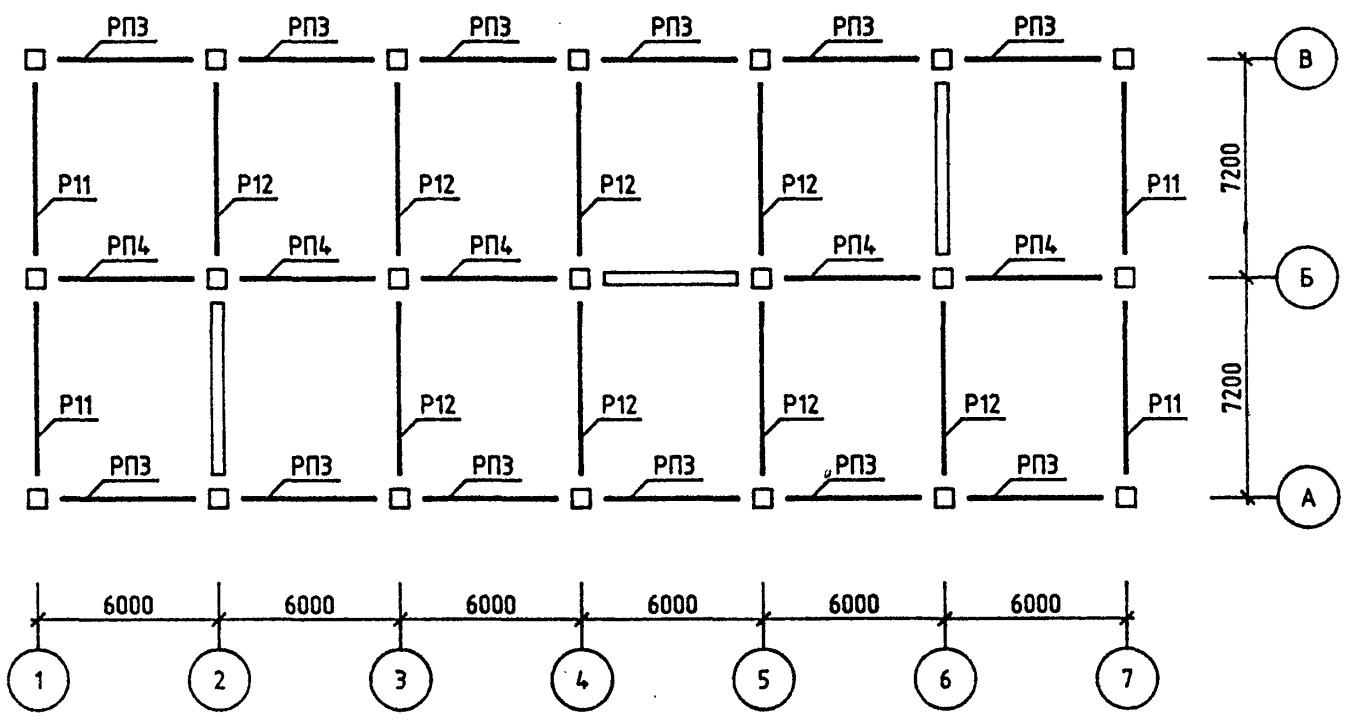 РП3 РП3 РП3 РП3 РП3 РП3
В
Р11 Р12 Р12 Р12 Р12 Р11
7200
РП4 РП4 РП4 РП4 РП4
Б
Р11 Р12 Р12 Р12 Р12 Р11
7200
РП3 РП3 РП3 РП3 РП3 РП3
А
6000 6000 6000 6000 6000 6000
1 2 3 4 5 6 7